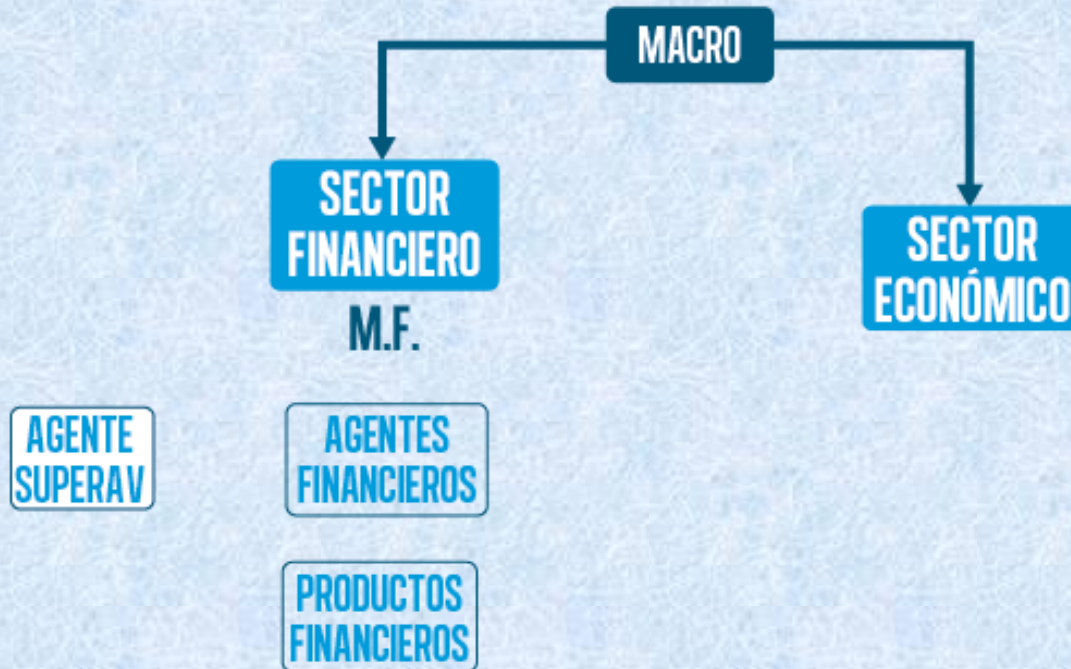 MACRO
SECTOR
FINANCIERO
SECTOR
ECONÓMICO
M.F.
AGENTE
SUPERAV
AGENTES
FINANCIEROS
PRODUCTOS
FINANCIEROS